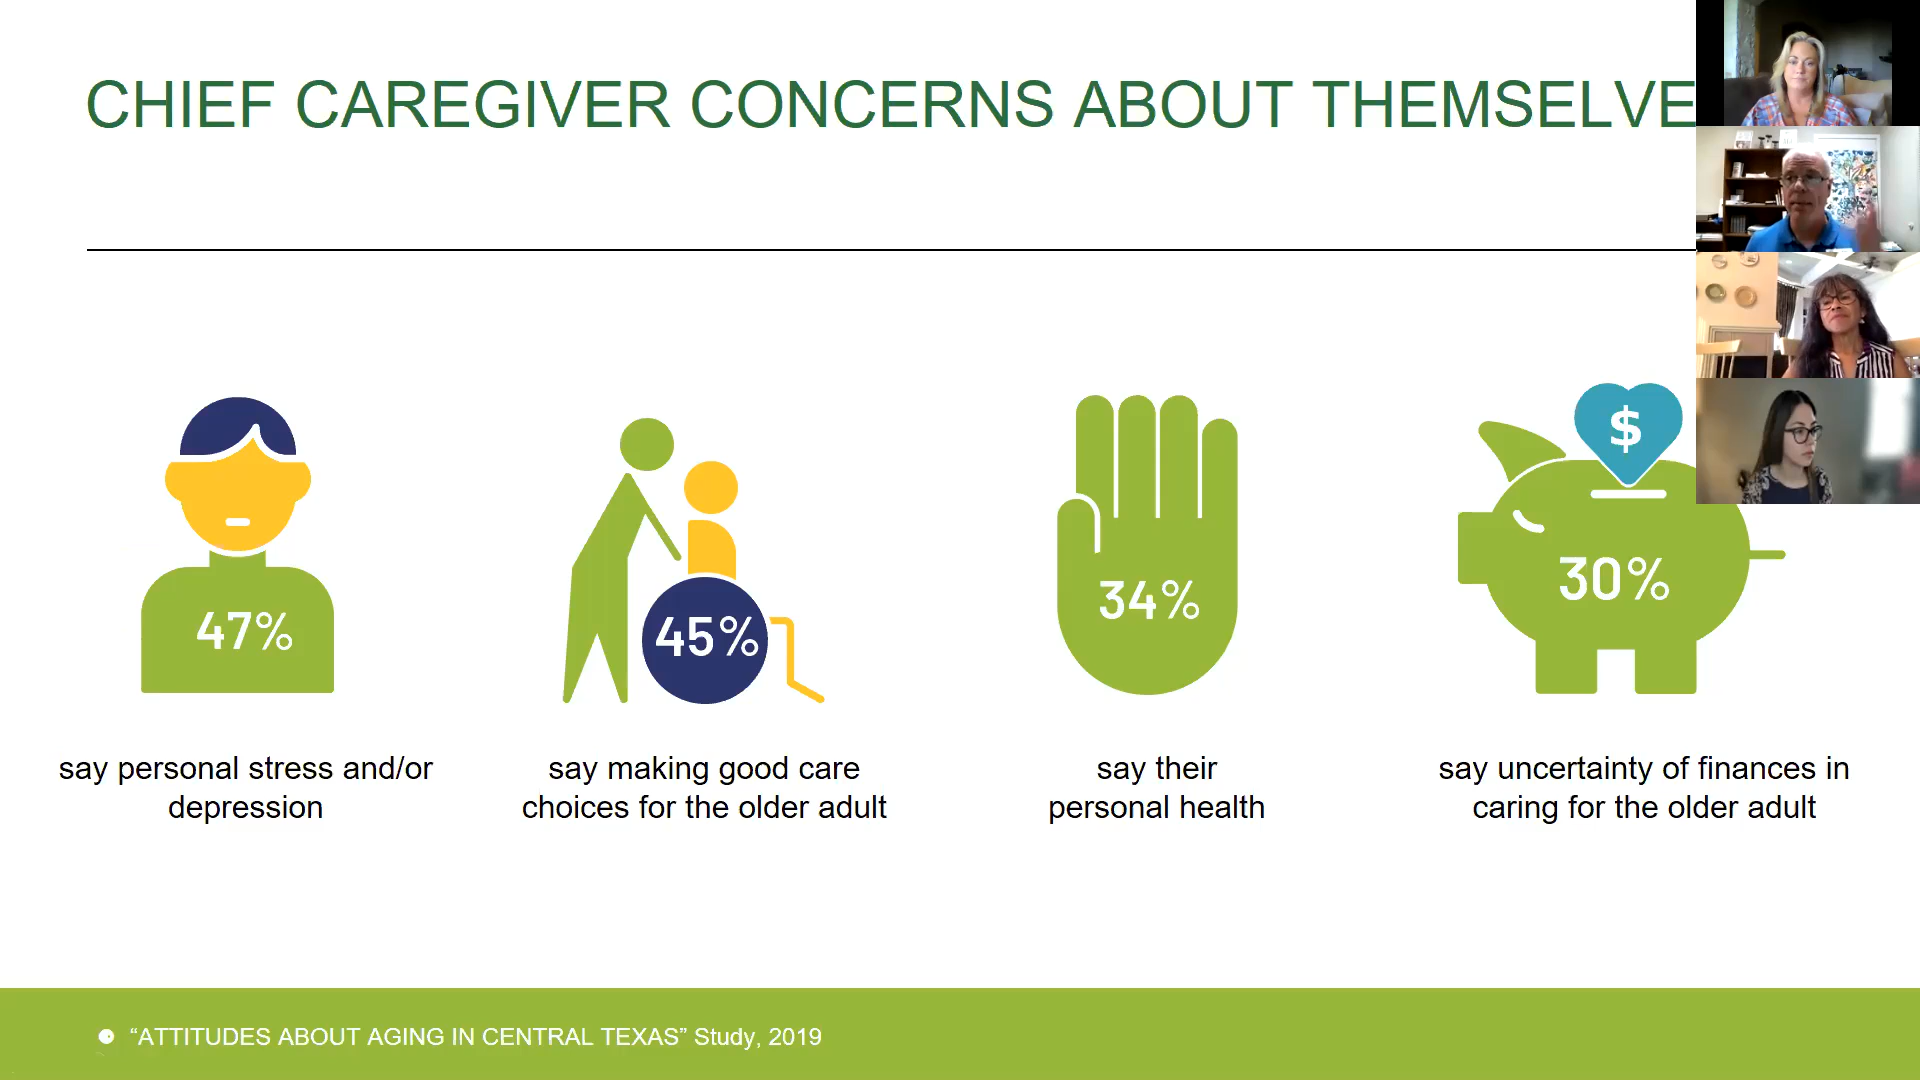 CHIEF CAREGIVER CONCERNS ABOUT THEMSELVE
$
47%
45%
34%
30%
say personal stress and/or
depression
say making good care
choices for the older adult
say their
personal health
say uncertainty of finances in
caring for the older adult
“ATTITUDES ABOUT AGING IN CENTRAL TEXAS” Study, 2019